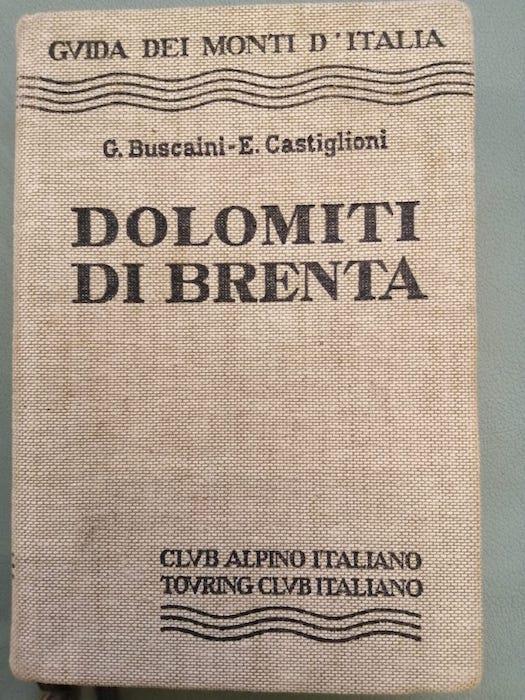 GVIDA DEI MONTI D'ITALIA
G. Buscaini-E. Castiglioni
DOLOMITI
DI BRENTA
CLVB ALPINO ITALIANO
TOVRING CLVB ITALIANO